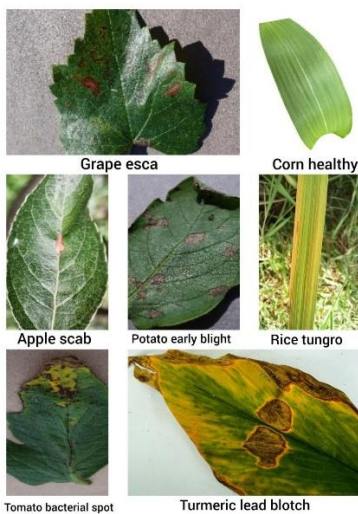 Grape esca
Corn healthy
Apple scab
Potato early blight
Rice tungro
Tomato bacterial spot
Turmeric lead blotch